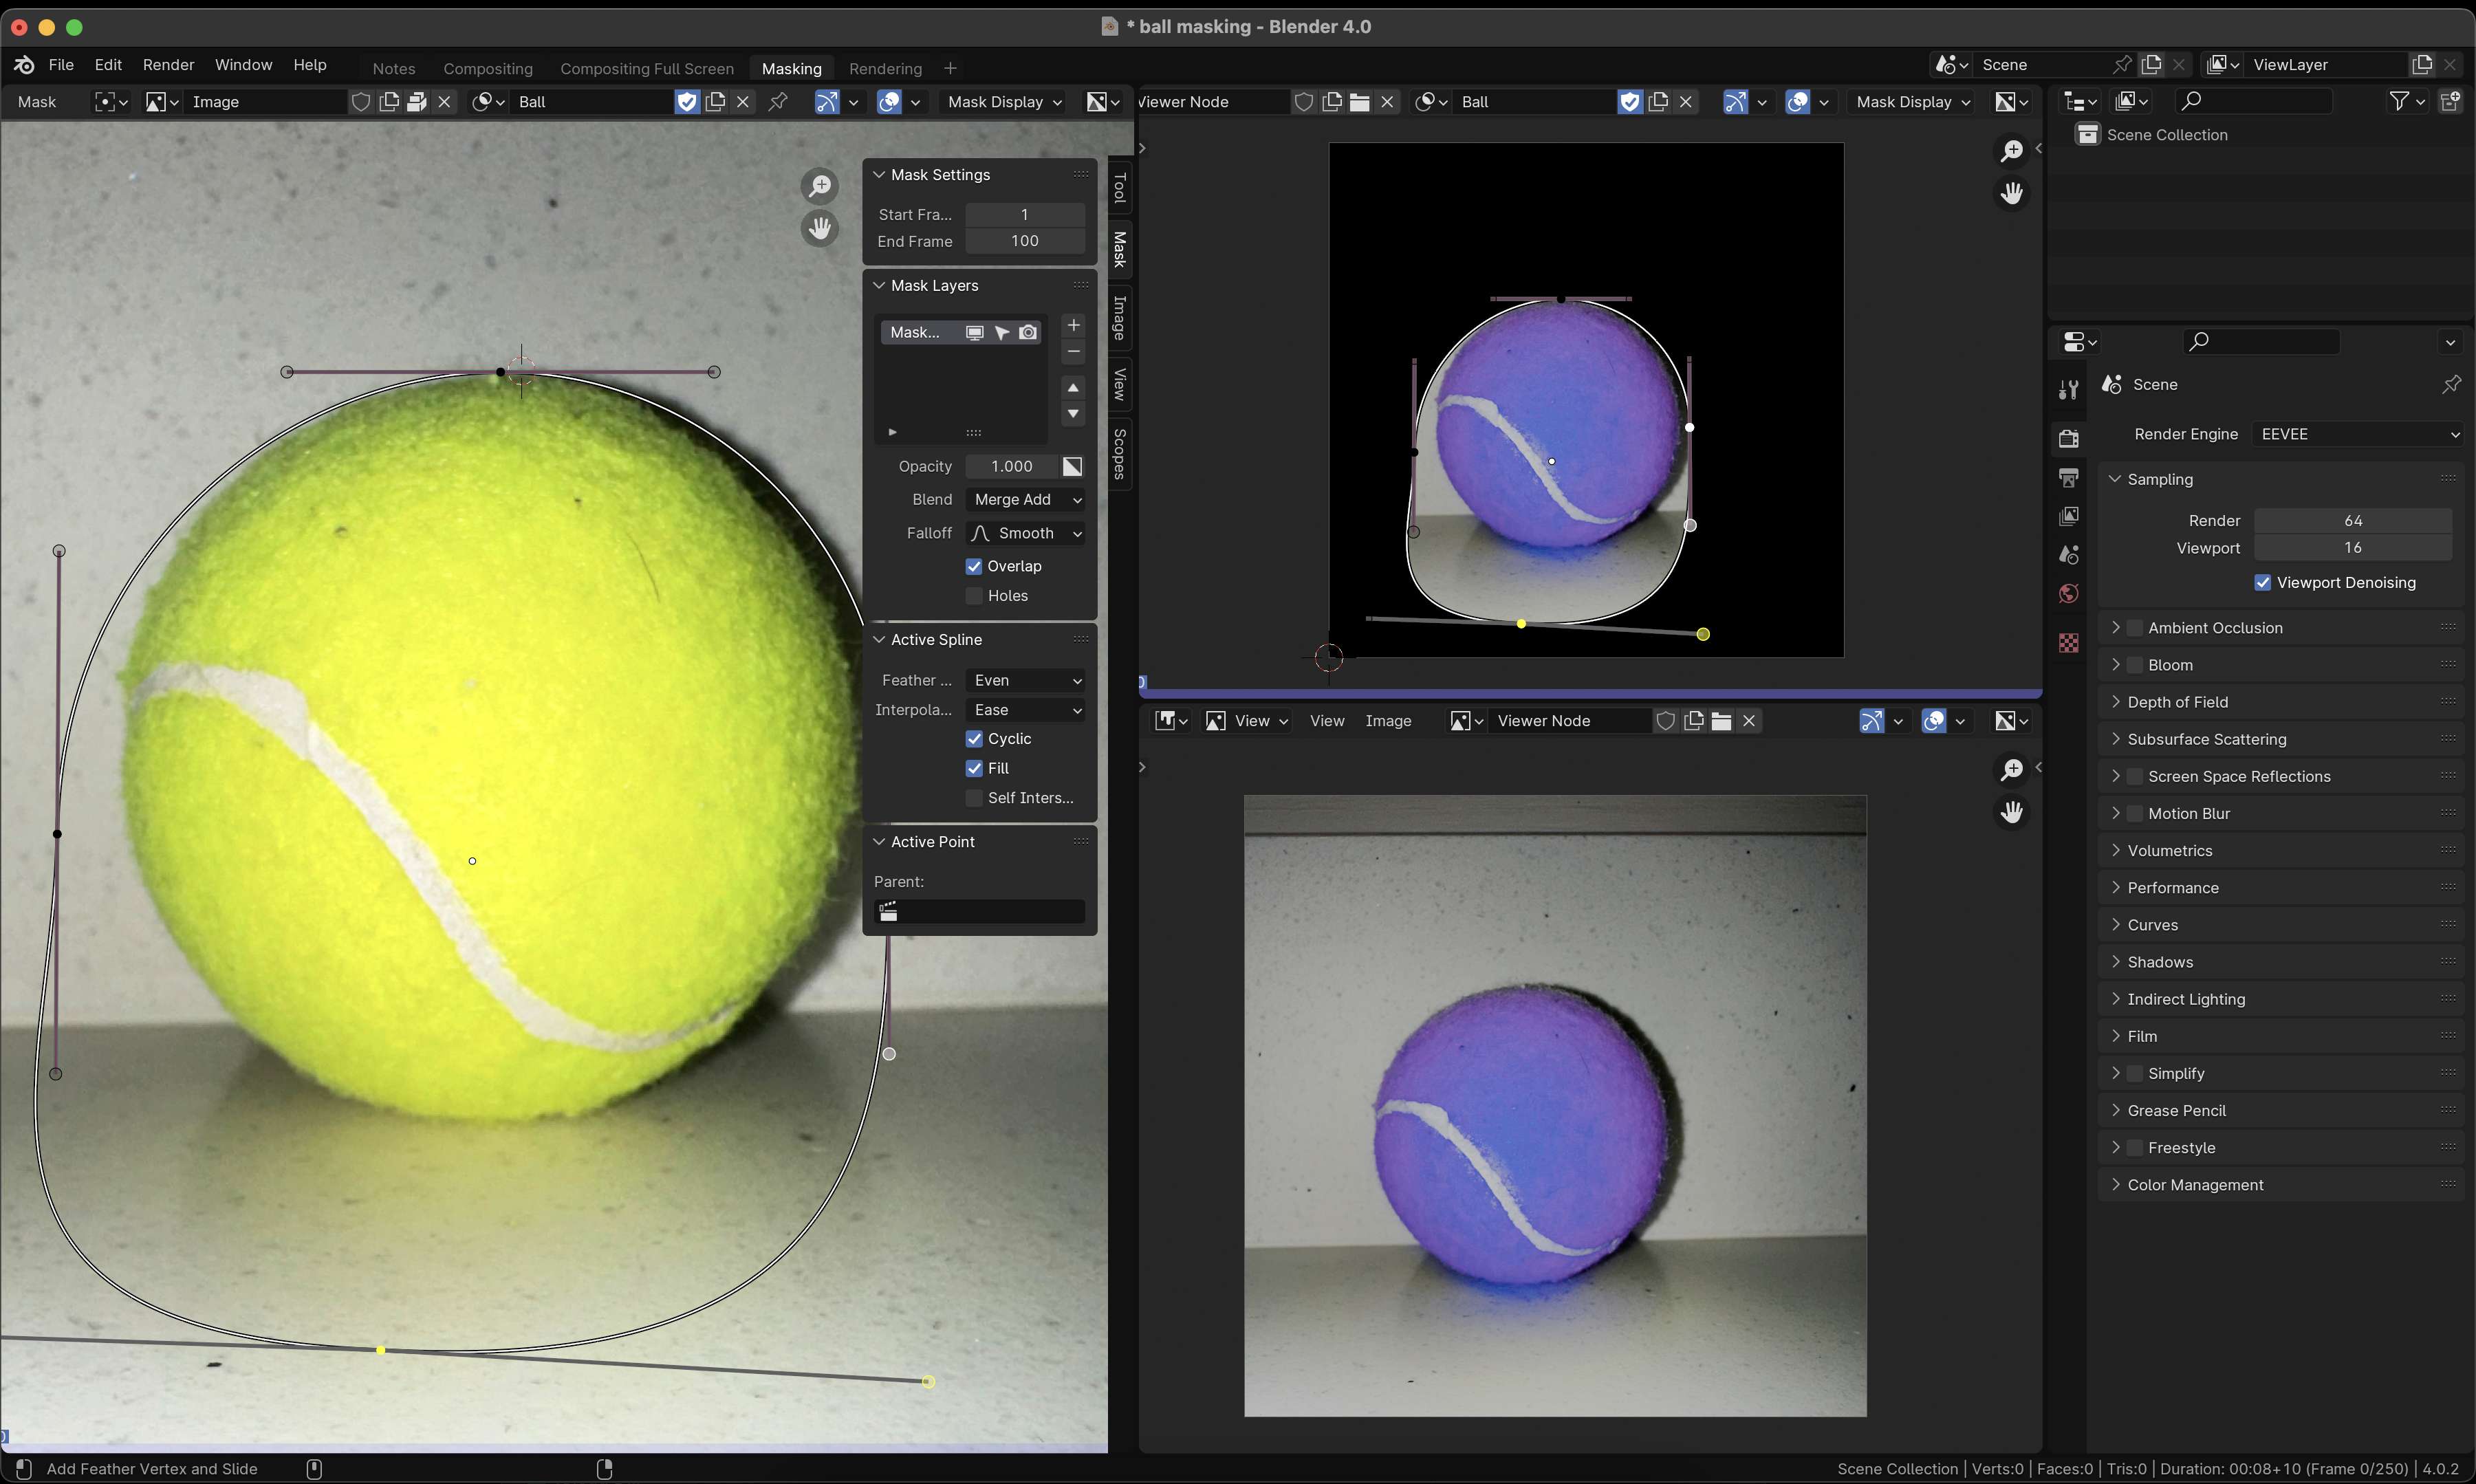 * ball masking - Blender 4.0
File Edit Render Window Help Notes Compositing Compositing Full Screen Masking Rendering + Scene ViewLayer
Mask Image Ball Mask Display
Viewer Node Ball Mask Display
Scene Collection
Mask Settings
Start Fra... 1
End Frame 100
Mask Layers
Mask...
Opacity 1.000
Blend Merge Add
Falloff Smooth
Overlap
Holes
Active Spline
Feather ... Even
Interpola... Ease
Cyclic
Fill
Self Inters...
Active Point
Parent:
Tool
Mask
Image
View
Scopes
View View Image Viewer Node
Scene
Render Engine EEVEE
Sampling
Render 64
Viewport 16
Viewport Denoising
Ambient Occlusion
Bloom
Depth of Field
Subsurface Scattering
Screen Space Reflections
Motion Blur
Volumetrics
Performance
Curves
Shadows
Indirect Lighting
Film
Simplify
Grease Pencil
Freestyle
Color Management
Add Feather Vertex and Slide
Scene Collection | Verts:0 | Faces:0 | Tris:0 | Duration: 00:08+10 (Frame 0/250) | 4.0.2